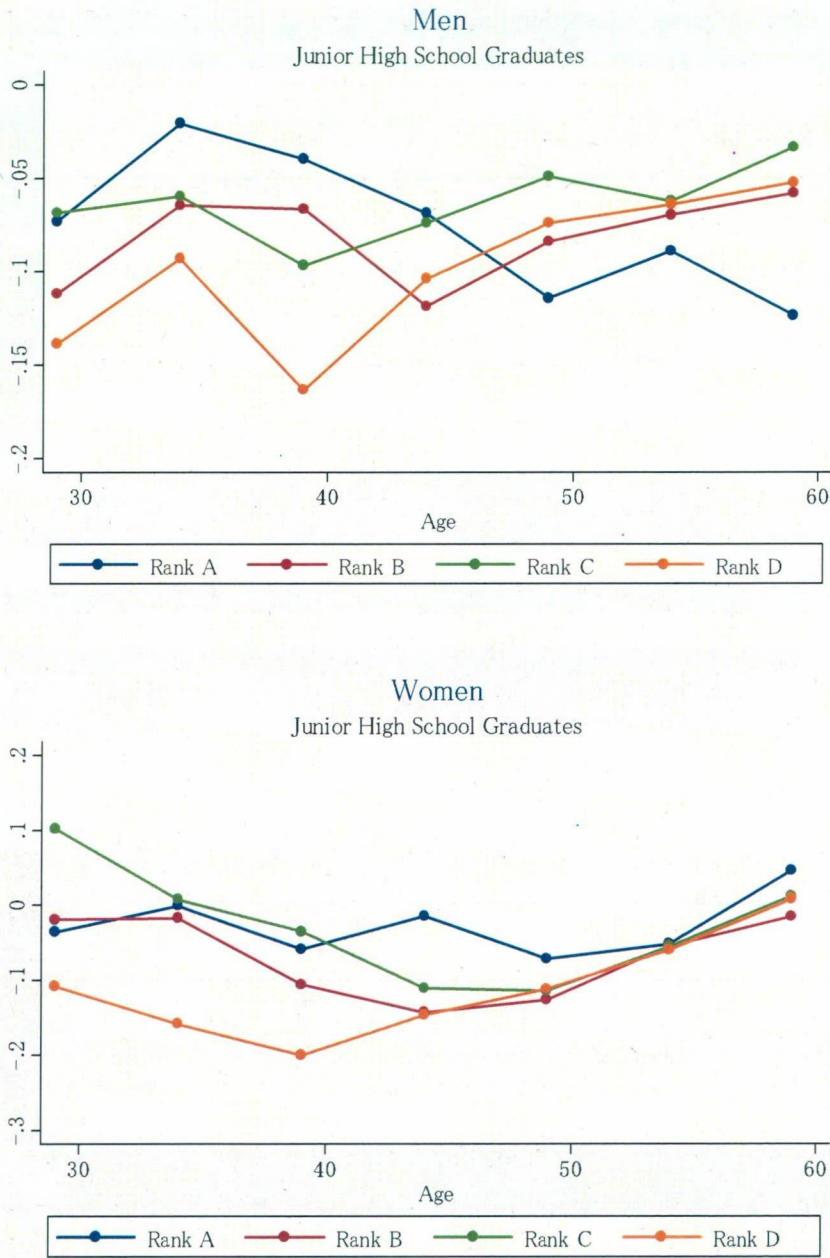 Men
Junior High School Graduates
0
-.05
-.1
-.15
-.2
30 40 50 60
Age
Rank A Rank B Rank C Rank D
Women
Junior High School Graduates
.2
.1
0
-.1
-.2
-.3
30 40 50 60
Age
Rank A Rank B Rank C Rank D